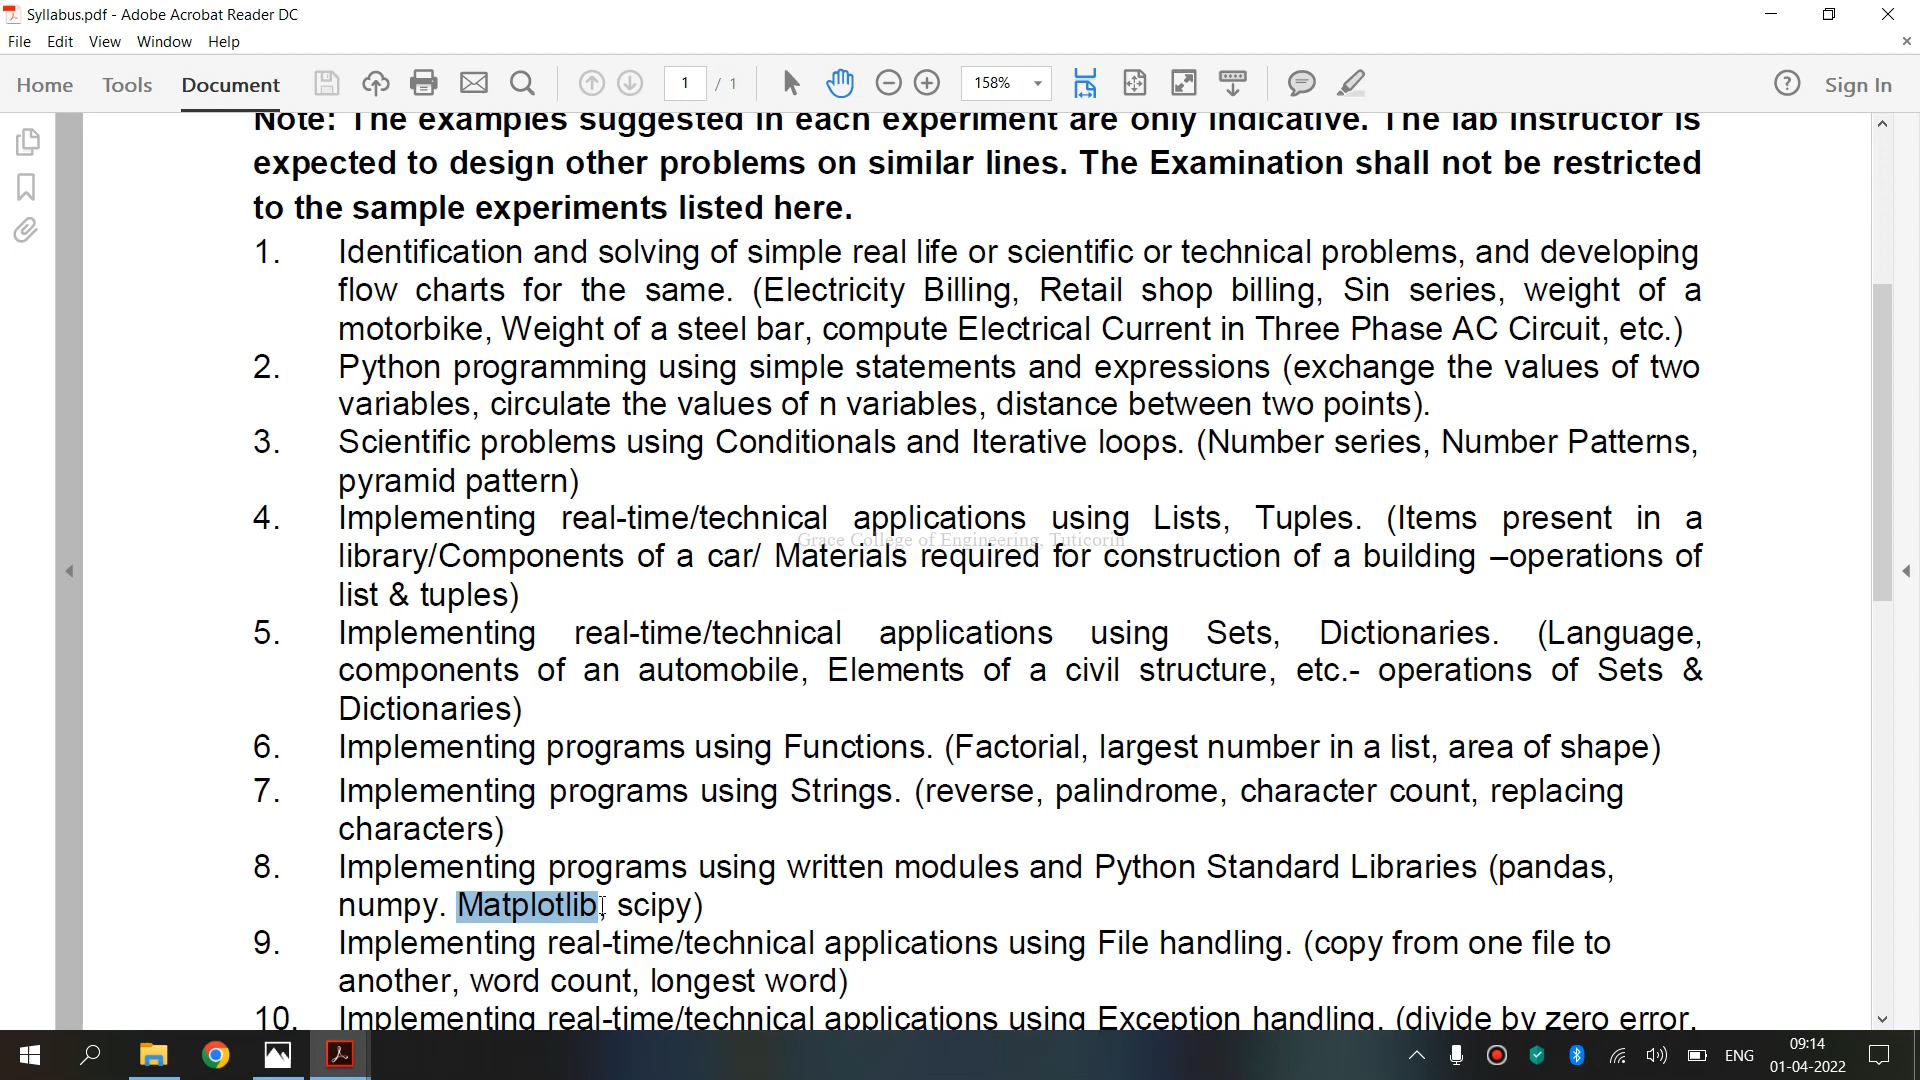 Syllabus.pdf - Adobe Acrobat Reader DC
File Edit View Window Help
Home Tools Document 1 / 1 158% Sign In
Note: The examples suggested in each experiment are only indicative. The lab instructor is
expected to design other problems on similar lines. The Examination shall not be restricted
to the sample experiments listed here.
1. Identification and solving of simple real life or scientific or technical problems, and developing
flow charts for the same. (Electricity Billing, Retail shop billing, Sin series, weight of a
motorbike, Weight of a steel bar, compute Electrical Current in Three Phase AC Circuit, etc.)
2. Python programming using simple statements and expressions (exchange the values of two
variables, circulate the values of n variables, distance between two points).
3. Scientific problems using Conditionals and Iterative loops. (Number series, Number Patterns,
pyramid pattern)
4. Implementing real-time/technical applications using Lists, Tuples. (Items present in a
Grace College of Engineering, Tuticorin
library/Components of a car/ Materials required for construction of a building –operations of
list & tuples)
5. Implementing real-time/technical applications using Sets, Dictionaries. (Language,
components of an automobile, Elements of a civil structure, etc.- operations of Sets &
Dictionaries)
6. Implementing programs using Functions. (Factorial, largest number in a list, area of shape)
7. Implementing programs using Strings. (reverse, palindrome, character count, replacing
characters)
8. Implementing programs using written modules and Python Standard Libraries (pandas,
numpy. Matplotlib, scipy)
9. Implementing real-time/technical applications using File handling. (copy from one file to
another, word count, longest word)
10. Implementing real-time/technical applications using Exception handling. (divide by zero error,
ENG
09:14
01-04-2022